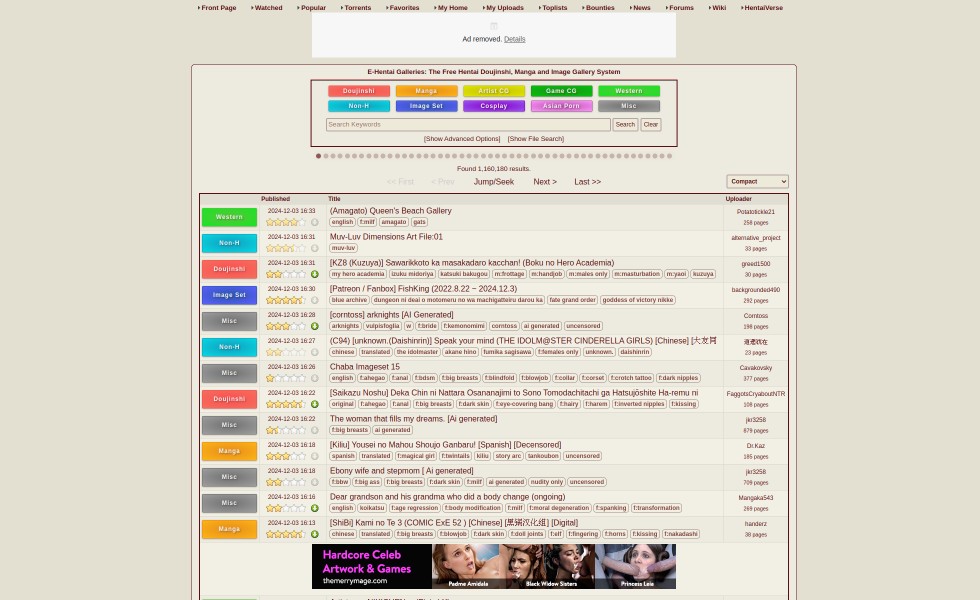 Front Page Watched Popular Torrents Favorites My Home My Uploads Toplists Bounties News Forums Wiki HentaiVerse
Ad removed. Details
E-Hentai Galleries: The Free Hentai Doujinshi, Manga and Image Gallery System
Doujinshi Manga Artist CG Game CG Western
Non-H Image Set Cosplay Asian Porn Misc
Search Keywords Search Clear
[Show Advanced Options] [Show File Search]
Found 1,160,180 results.
<< First < Prev Jump/Seek Next > Last >> Compact
Published Title Uploader
Western 2024-12-03 16:33 (Amagato) Queen's Beach Gallery Potatotickle21
english f:milf amagato gats 258 pages
Non-H 2024-12-03 16:31 Muv-Luv Dimensions Art File:01 alternative_project
muv-luv 33 pages
Doujinshi 2024-12-03 16:31 [KZ8 (Kuzuya)] Sawarikkoto ka masakadaro kacchan! (Boku no Hero Academia) greed1500
my hero academia izuku midoriya katsuki bakugou m:frottage m:handjob m:males only m:masturbation m:yaoi kuzuya 30 pages
Image Set 2024-12-03 16:30 [Patreon / Fanbox] FishKing (2022.8.22 ~ 2024.12.3) backgrounded490
blue archive dungeon ni deai o motomeru no wa machigatteiru darou ka fate grand order goddess of victory nikke 292 pages
Misc 2024-12-03 16:28 [corntoss] arknights [AI Generated] Corntoss
arknights vulpisfoglia w f:bride f:kemonomimi corntoss ai generated uncensored 198 pages
Non-H 2024-12-03 16:27 (C94) [unknown.(Daishinrin)] Speak your mind (THE IDOLM@STER CINDERELLA GIRLS) [Chinese]
chinese translated the idolmaster akane hino fumika sagisawa f:females only unknown. daishinrin 23 pages
Misc 2024-12-03 16:26 Chaba Imageset 15 Cavakovsky
english f:ahegao f:anal f:bdsm f:big breasts f:blindfold f:blowjob f:collar f:corset f:crotch tattoo f:dark nipples 377 pages
Doujinshi 2024-12-03 16:22 [Saikazu Noshu] Deka Chin ni Nattara Osananajimi to Sono Tomodachitachi ga Hatsujōshite Ha-remu ni FaggotsCryaboutNTR
original f:ahegao f:anal f:big breasts f:dark skin f:eye-covering bang f:hairy f:harem f:inverted nipples f:kissing 108 pages
Misc 2024-12-03 16:22 The woman that fills my dreams. [Ai generated] jkr3258
f:big breasts ai generated 679 pages
Manga 2024-12-03 16:18 [Kiliu] Yousei no Mahou Shoujo Ganbaru! [Spanish] [Decensored] Dr.Kaz
spanish translated f:magical girl f:twintails kiliu story arc tankoubon uncensored 185 pages
Misc 2024-12-03 16:18 Ebony wife and stepmom [ Ai generated] jkr3258
f:bbw f:big ass f:big breasts f:dark skin f:milf ai generated nudity only uncensored 709 pages
Misc 2024-12-03 16:16 Dear grandson and his grandma who did a body change (ongoing) Mangaka543
english koikatsu f:age regression f:body modification f:milf f:moral degeneration f:spanking f:transformation 269 pages
Manga 2024-12-03 16:13 [ShiBi] Kami no Te 3 (COMIC ExE 52 ) [Chinese] [黑锅汉化组] [Digital] handerz
chinese translated f:big breasts f:blowjob f:dark skin f:doll joints f:elf f:fingering f:horns f:kissing f:nakadashi 38 pages
Hardcore Celeb
Artwork & Games
themerrymage.com Padme Amidala Black Widow Sisters Princess Leia